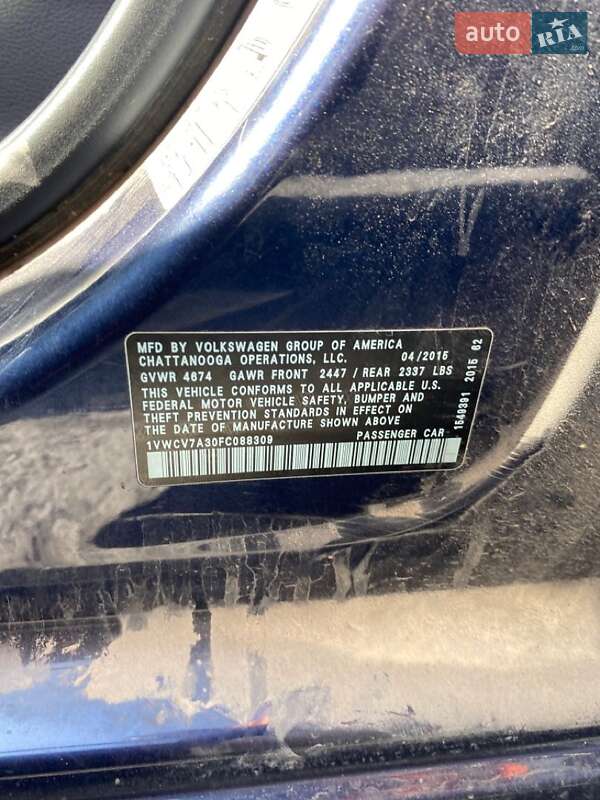 auto RIA .com
MFD BY VOLKSWAGEN GROUP OF AMERICA
CHATTANOOGA OPERATIONS, LLC. 04/2015
GVWR 4674 GAWR FRONT 2447 / REAR 2337 LBS
THIS VEHICLE CONFORMS TO ALL APPLICABLE U.S.
FEDERAL MOTOR VEHICLE SAFETY, BUMPER AND
THEFT PREVENTION STANDARDS IN EFFECT ON
THE DATE OF MANUFACTURE SHOWN ABOVE
1VWCV7A30FC088309 PASSENGER CAR
1549391 2015 62